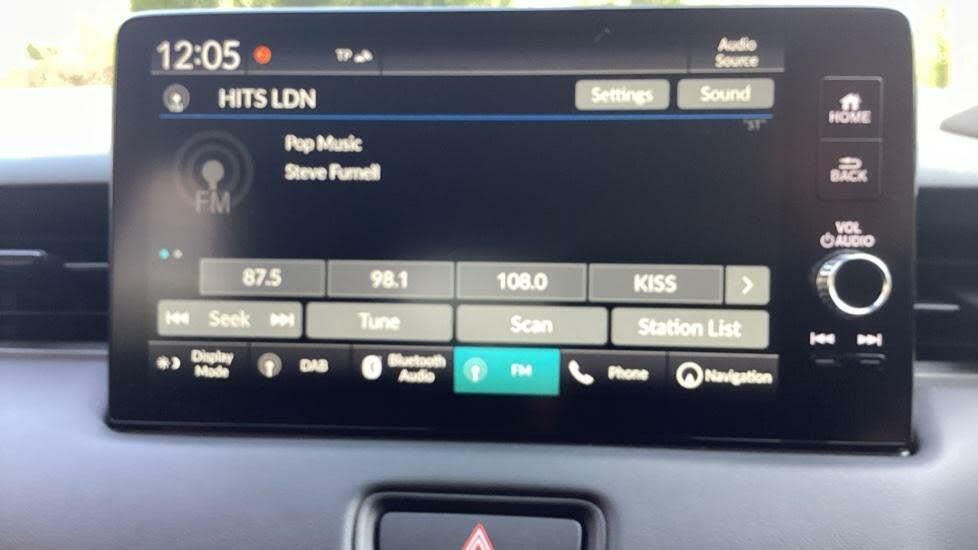 12:05
TP
Audio
Source
HITS LDN
Settings
Sound
"ST"
HOME
Pop Music
Steve Furnell
FM
BACK
VOL
AUDIO
87.5
98.1
108.0
KISS
Seek
Tune
Scan
Station List
Display
Mode
DAB
Bluetooth
Audio
FM
Phone
Navigation